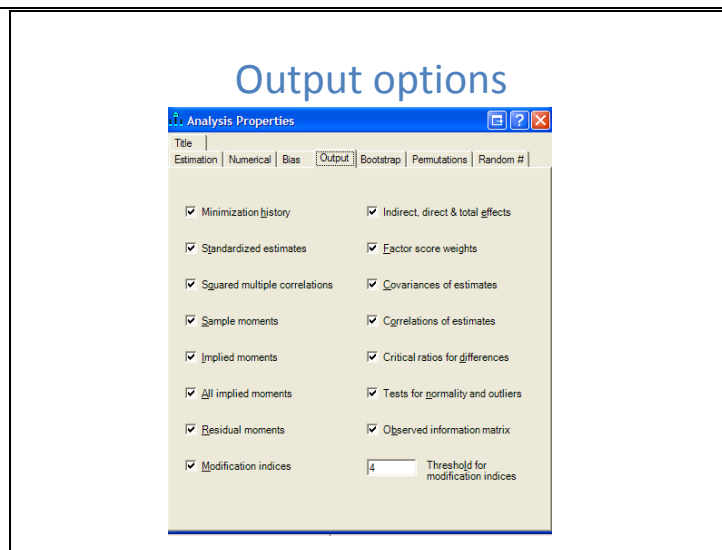 Output options
Analysis Properties
Title
Estimation Numerical Bias Output Bootstrap Permutations Random #
Minimization history
Indirect, direct & total effects
Standardized estimates
Factor score weights
Squared multiple correlations
Covariances of estimates
Sample moments
Correlations of estimates
Implied moments
Critical ratios for differences
All implied moments
Tests for normality and outliers
Residual moments
Observed information matrix
Modification indices
4
Threshold for
modification indices